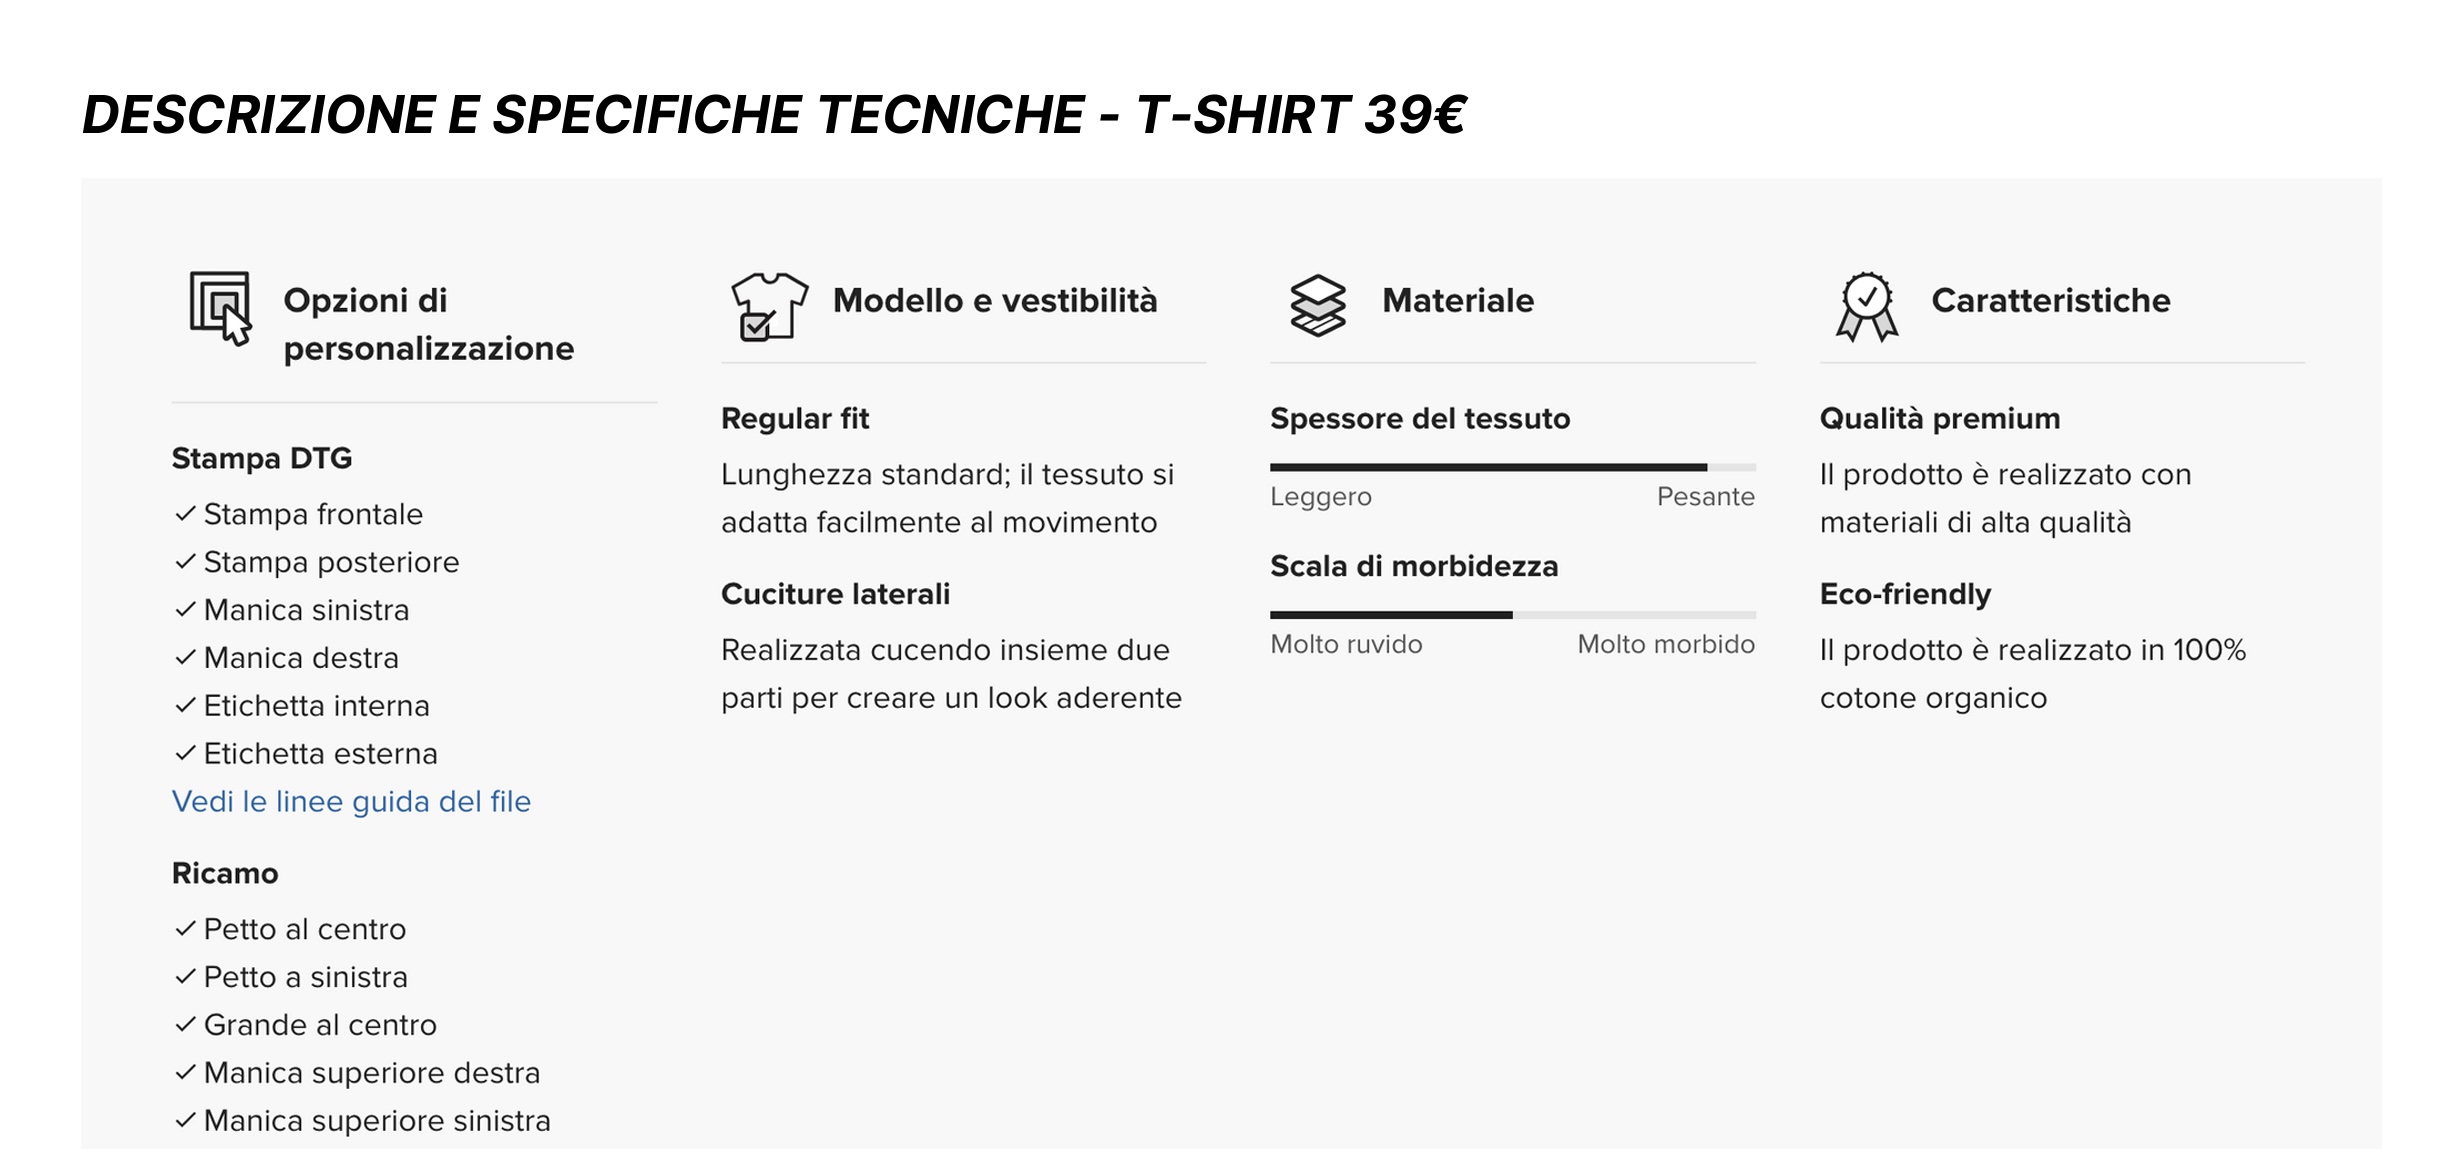 DESCRIZIONE E SPECIFICHE TECNICHE - T-SHIRT 39€
Opzioni di
personalizzazione
Stampa DTG
✓ Stampa frontale
✓ Stampa posteriore
✓ Manica sinistra
✓ Manica destra
✓ Etichetta interna
✓ Etichetta esterna
Vedi le linee guida del file
Ricamo
✓ Petto al centro
✓ Petto a sinistra
✓ Grande al centro
✓ Manica superiore destra
✓ Manica superiore sinistra
Modello e vestibilità
Regular fit
Lunghezza standard; il tessuto si
adatta facilmente al movimento
Cuciture laterali
Realizzata cucendo insieme due
parti per creare un look aderente
Materiale
Spessore del tessuto
Leggero Pesante
Scala di morbidezza
Molto ruvido Molto morbido
Caratteristiche
Qualità premium
Il prodotto è realizzato con
materiali di alta qualità
Eco-friendly
Il prodotto è realizzato in 100%
cotone organico